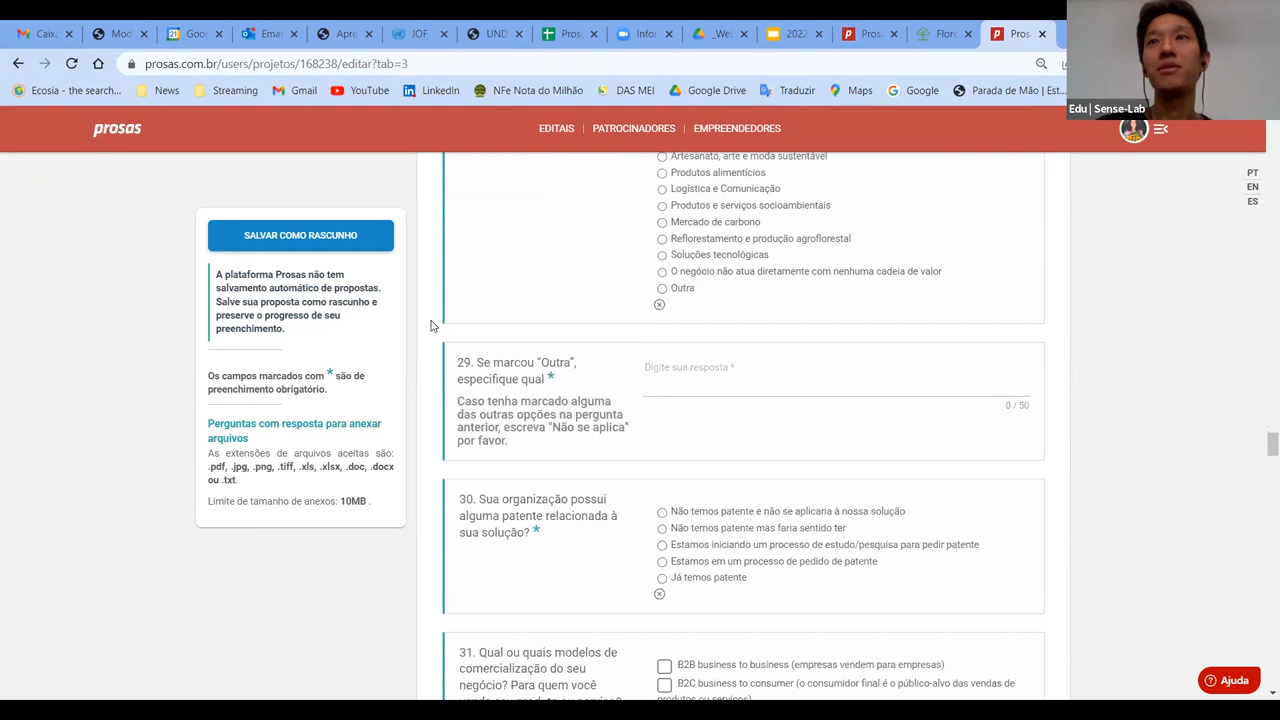 Caixa
Mod
Goog
Ema
Apre
JOF
UND
Prosp
Infor
_Wel
2022
Pros
Flore
Pros
prosas.com.br/users/projetos/168238/editar?tab=3
Ecosia - the search...
News
Streaming
Gmail
YouTube
LinkedIn
NFe Nota do Milhão
DAS MEI
Google Drive
Traduzir
Maps
Google
Parada de Mão | Est...
Edu | Sense-Lab
prosas
EDITAIS | PATROCINADORES | EMPREENDEDORES
PT
EN
ES
SALVAR COMO RASCUNHO
A plataforma Prosas não tem
salvamento automático de propostas.
Salve sua proposta como rascunho e
preserve o progresso de seu
preenchimento.
Os campos marcados com * são de
preenchimento obrigatório.
Perguntas com resposta para anexar
arquivos
As extensões de arquivos aceitas são:
.pdf, .jpg, .png, .tiff, .xls, .xlsx, .doc, .docx
ou .txt.
Limite de tamanho de anexos: 10MB .
Artesanato, arte e moda sustentável
Produtos alimentícios
Logística e Comunicação
Produtos e serviços socioambientais
Mercado de carbono
Reflorestamento e produção agroflorestal
Soluções tecnológicas
O negócio não atua diretamente com nenhuma cadeia de valor
Outra
29. Se marcou “Outra”,
especifique qual *
Caso tenha marcado alguma
das outras opções na pergunta
anterior, escreva "Não se aplica"
por favor.
Digite sua resposta *
0 / 50
30. Sua organização possui
alguma patente relacionada à
sua solução? *
Não temos patente e não se aplicaria à nossa solução
Não temos patente mas faria sentido ter
Estamos iniciando um processo de estudo/pesquisa para pedir patente
Estamos em um processo de pedido de patente
Já temos patente
31. Qual ou quais modelos de
comercialização do seu
negócio? Para quem você
B2B business to business (empresas vendem para empresas)
B2C business to consumer (o consumidor final é o público-alvo das vendas de
produtos ou serviços)
Ajuda